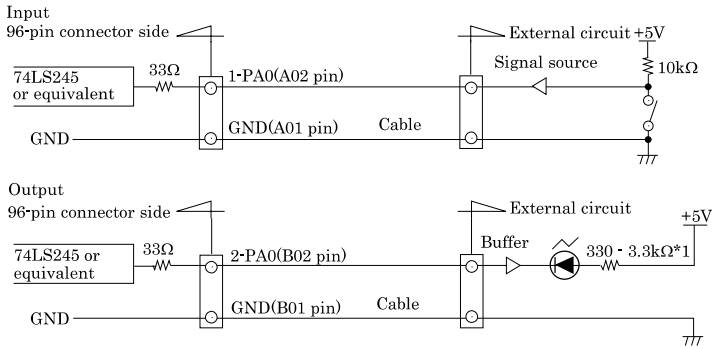 Input
96-pin connector side
External circuit +5V
74LS245
or equivalent
33Ω
1-PA0(A02 pin)
Signal source
10kΩ
GND
GND(A01 pin)
Cable
Output
96-pin connector side
External circuit
+5V
74LS245 or
equivalent
33Ω
2-PA0(B02 pin)
Buffer
330 - 3.3kΩ*1
GND
GND(B01 pin)
Cable